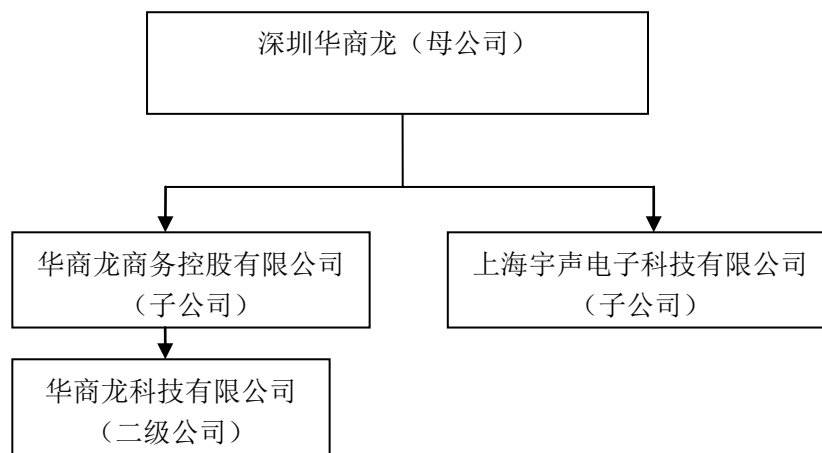 深圳华商龙（母公司）
华商龙商务控股有限公司
（子公司）
上海宇声电子科技有限公司
（子公司）
华商龙科技有限公司
（二级公司）